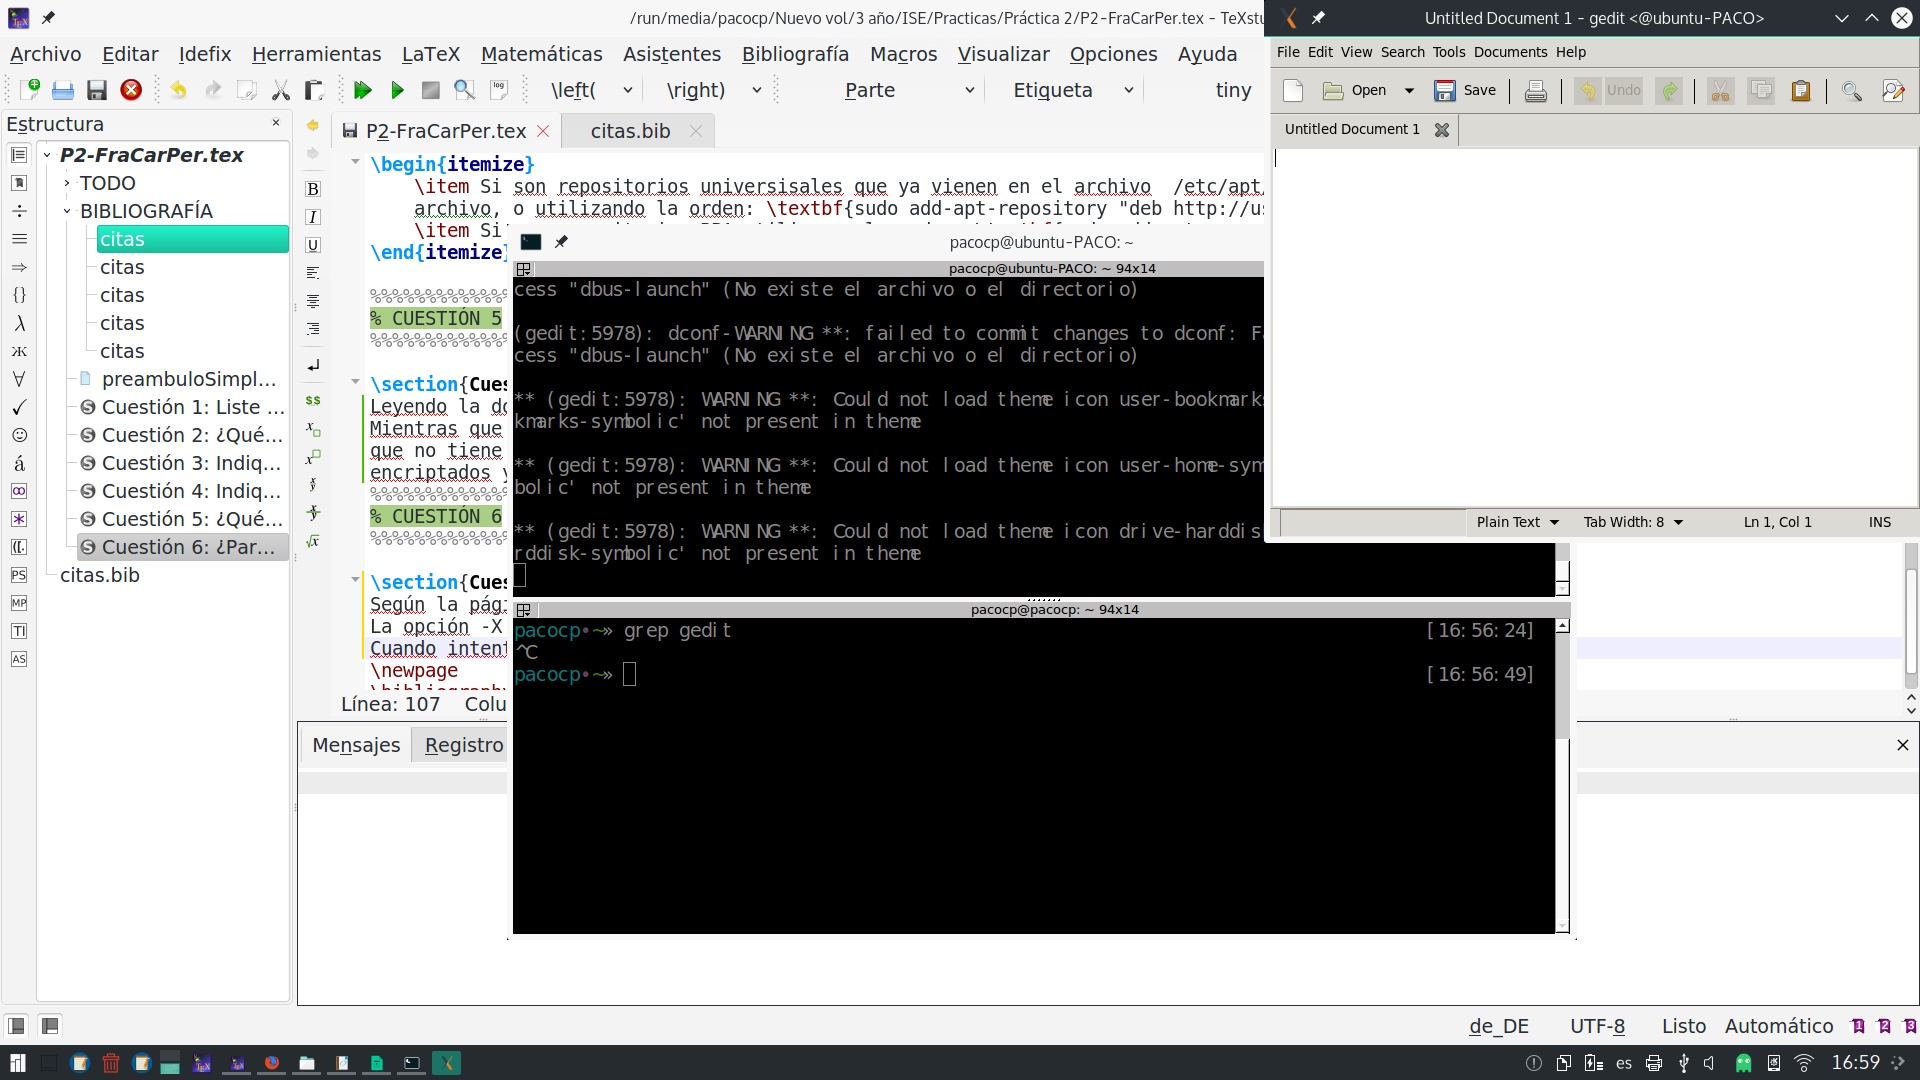 /run/media/pacocp/Nuevo vol/3 año/ISE/Practicas/Práctica 2/P2-FraCarPer.tex - TeXstu
Archivo Editar Idefix Herramientas LaTeX Matemáticas Asistentes Bibliografía Macros Visualizar Opciones Ayuda
\left( \right) Parte Etiqueta tiny
Estructura
P2-FraCarPer.tex
TODO
BIBLIOGRAFÍA
citas
citas
citas
citas
citas
preambuloSimpl...
Cuestión 1: Liste ...
Cuestión 2: ¿Qué...
Cuestión 3: Indiq...
Cuestión 4: Indiq...
Cuestión 5: ¿Qué...
Cuestión 6: ¿Par...
citas.bib
P2-FraCarPer.tex citas.bib
\begin{itemize}
\item Si son repositorios universisales que ya vienen en el archivo /etc/apt/
archivo, o utilizando la orden: \textbf{sudo add-apt-repository "deb http://us
\item Si
\end{itemize}
%%%%%%%%%%%%
% CUESTIÓN 5
%%%%%%%%%%%%
\section{Cues
Leyendo la do
Mientras que
que no tiene
encriptados y
%%%%%%%%%%%%
% CUESTIÓN 6
%%%%%%%%%%%%
\section{Cues
Según la pági
La opción -X
Cuando intent
\newpage
\bibliography
Línea: 107 Colu
Mensajes Registro
de_DE UTF-8 Listo Automático
pacocp@ubuntu-PACO: ~
pacocp@ubuntu-PACO: ~ 94x14
cess "dbus-launch" (No existe el archivo o el directorio)
(gedit:5978): dconf-WARNING **: failed to commit changes to dconf: Fa
cess "dbus-launch" (No existe el archivo o el directorio)
** (gedit:5978): WARNING **: Could not load theme icon user-bookmarks
kmarks-symbolic' not present in theme
** (gedit:5978): WARNING **: Could not load theme icon user-home-sym
bolic' not present in theme
** (gedit:5978): WARNING **: Could not load theme icon drive-harddis
rddisk-symbolic' not present in theme
pacocp@pacocp: ~ 94x14
pacocp•~» grep gedit [16:56:24]
^C
pacocp•~» [16:56:49]
Untitled Document 1 - gedit <@ubuntu-PACO>
File Edit View Search Tools Documents Help
Open Save Undo
Untitled Document 1
Plain Text Tab Width: 8 Ln 1, Col 1 INS
es 16:59